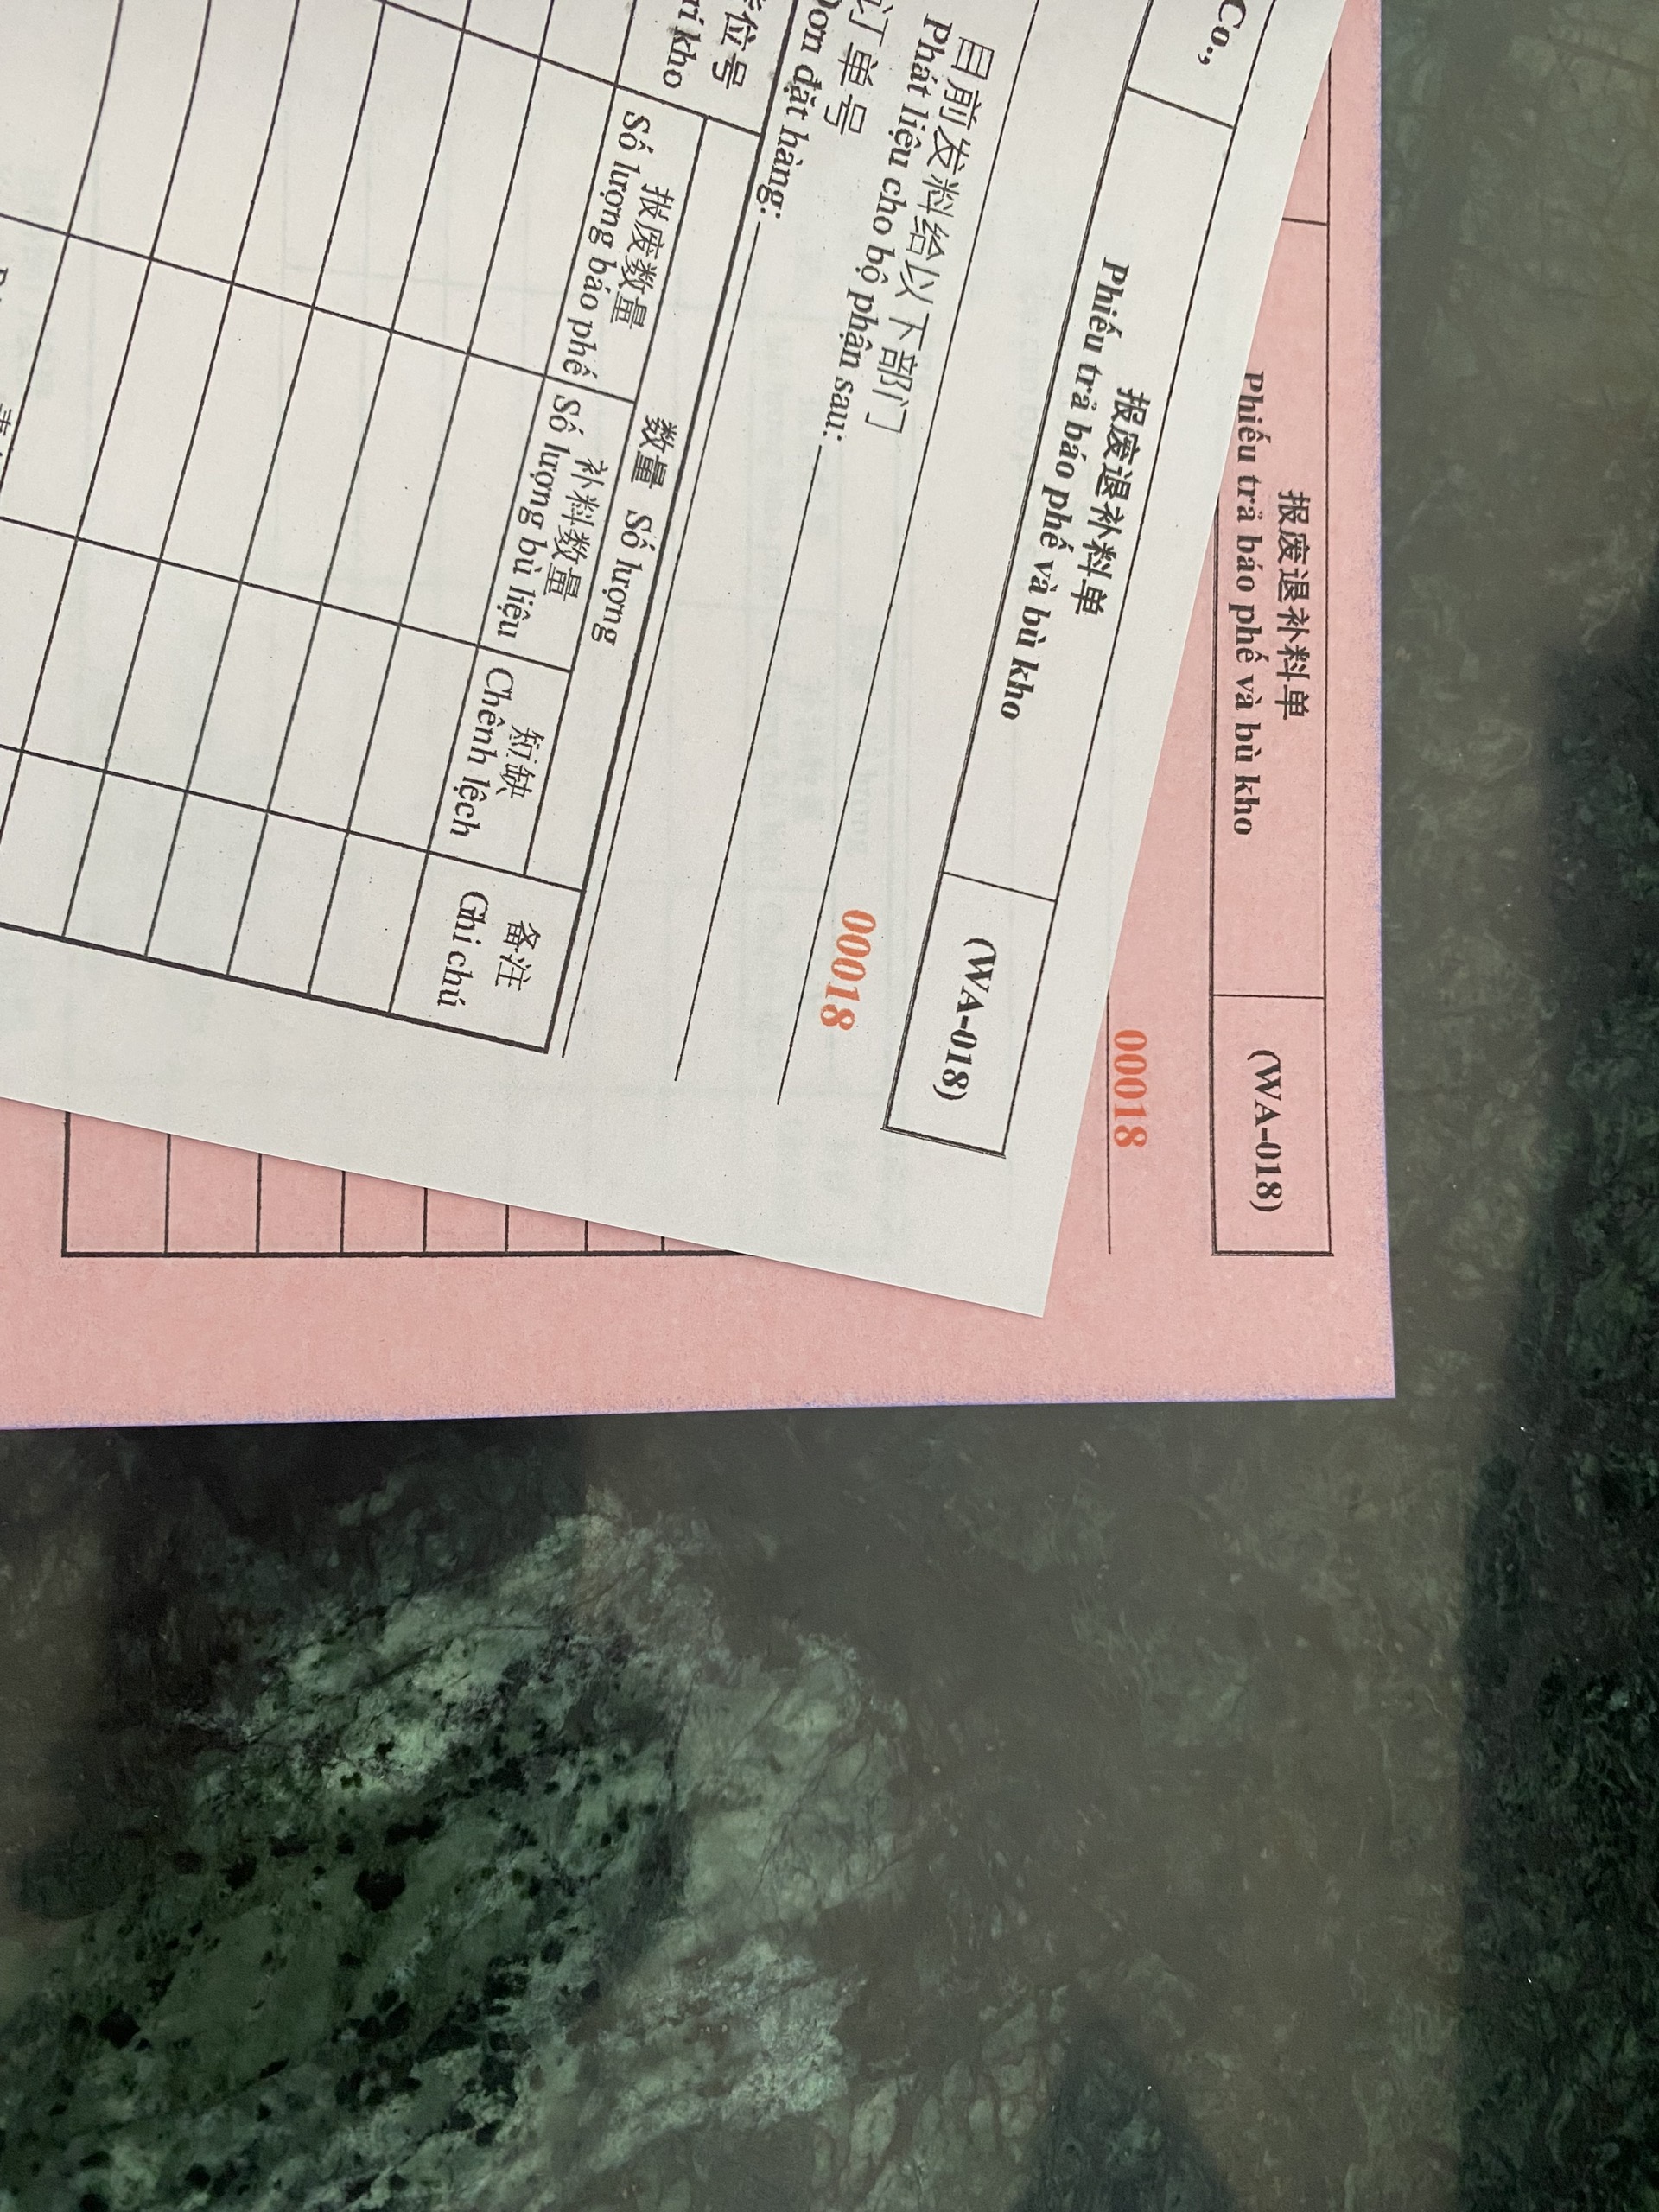 Co.,
报废退补料单
Phiếu trả báo phế và bù kho
(WA-018)
00018
目前发料给以下部门
Phát liệu cho bộ phận sau:
订单号
Đơn đặt hàng:
位号
trí kho
数量 Số lượng
报废数量
Số lượng báo phế
补料数量
Số lượng bù liệu
短缺
Chênh lệch
备注
Ghi chú
报废退补料单
Phiếu trả báo phế và bù kho
(WA-018)
00018